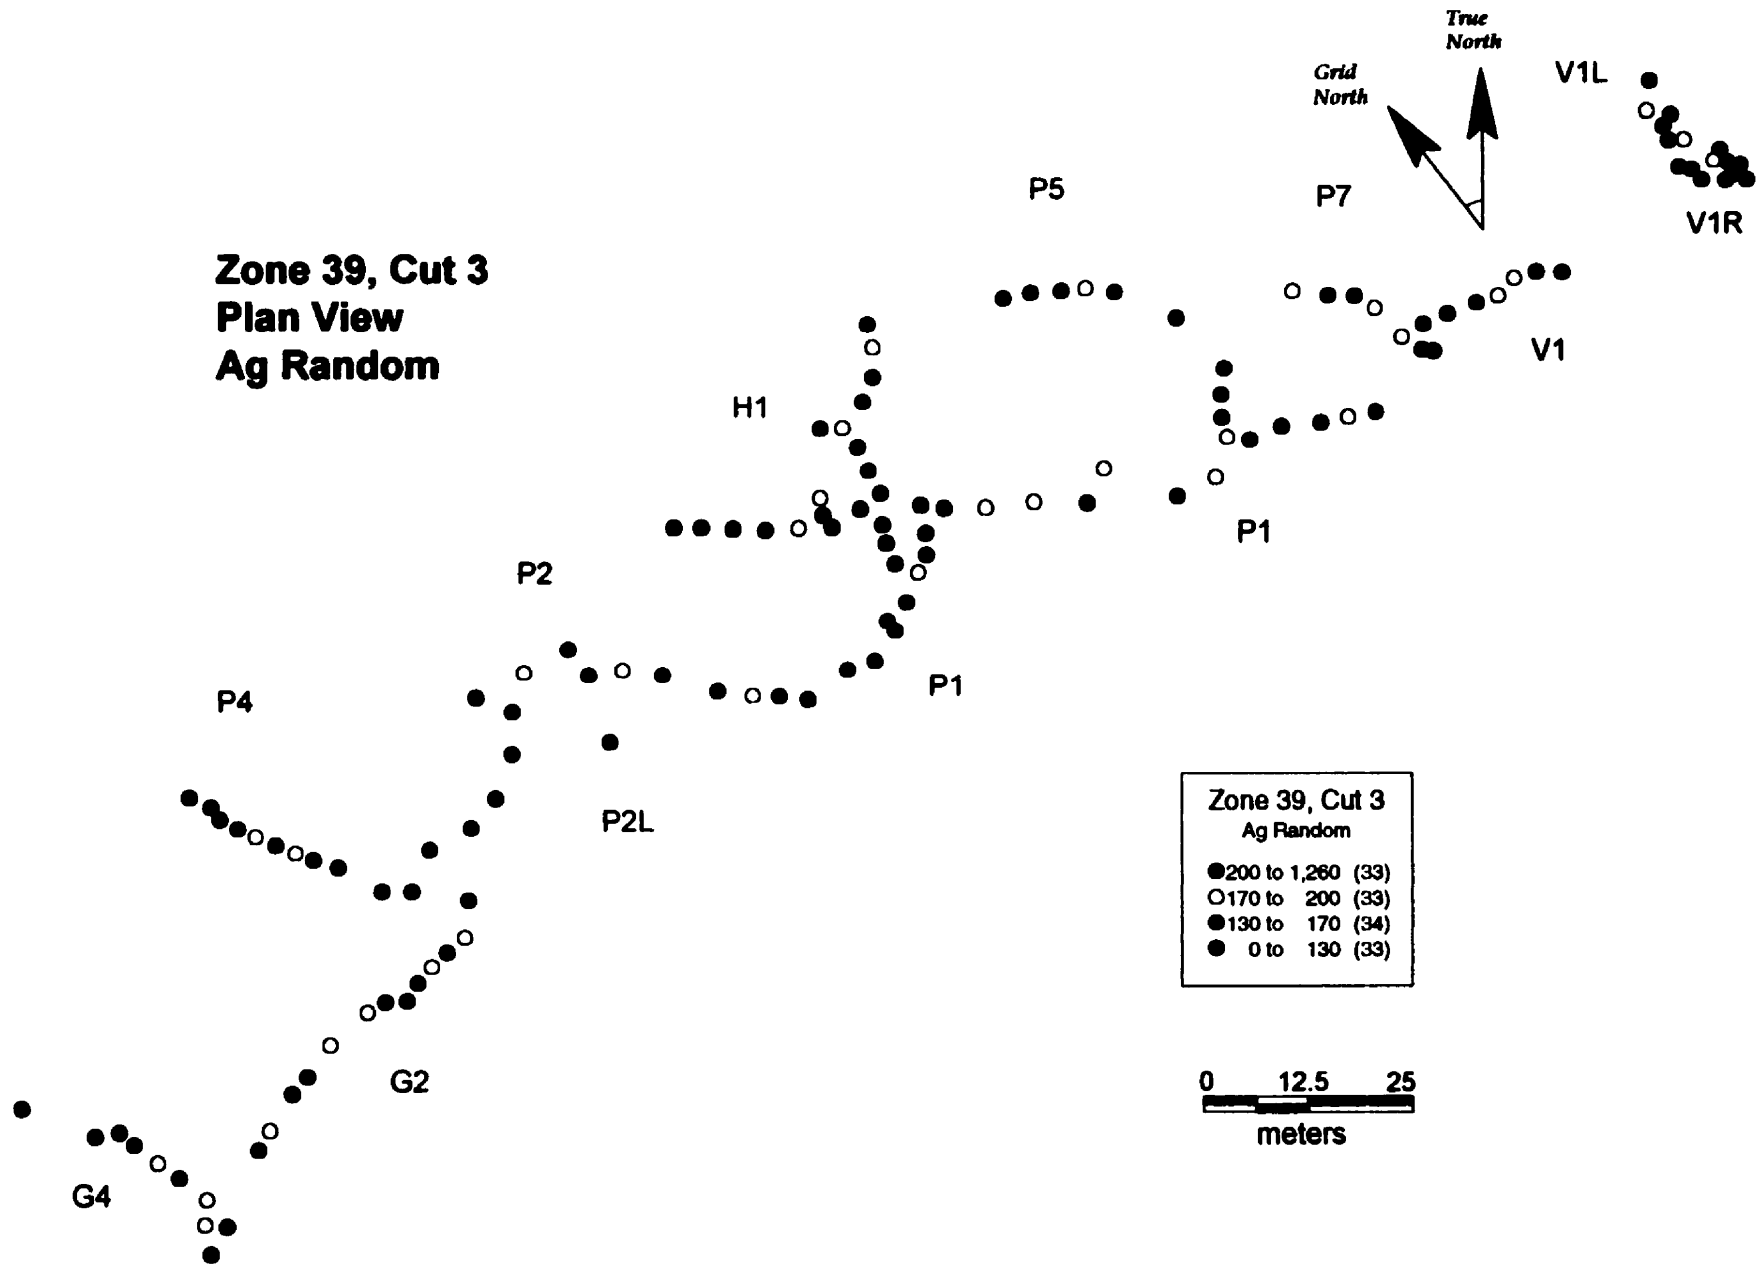 True
North
Grid
North
V1L
V1R
P5
P7
Zone 39, Cut 3
Plan View
Ag Random
V1
H1
P1
P2
P1
P4
P2L
Zone 39, Cut 3
Ag Random
200 to 1,260 (33)
170 to 200 (33)
130 to 170 (34)
0 to 130 (33)
G2
0 12.5 25
meters
G4